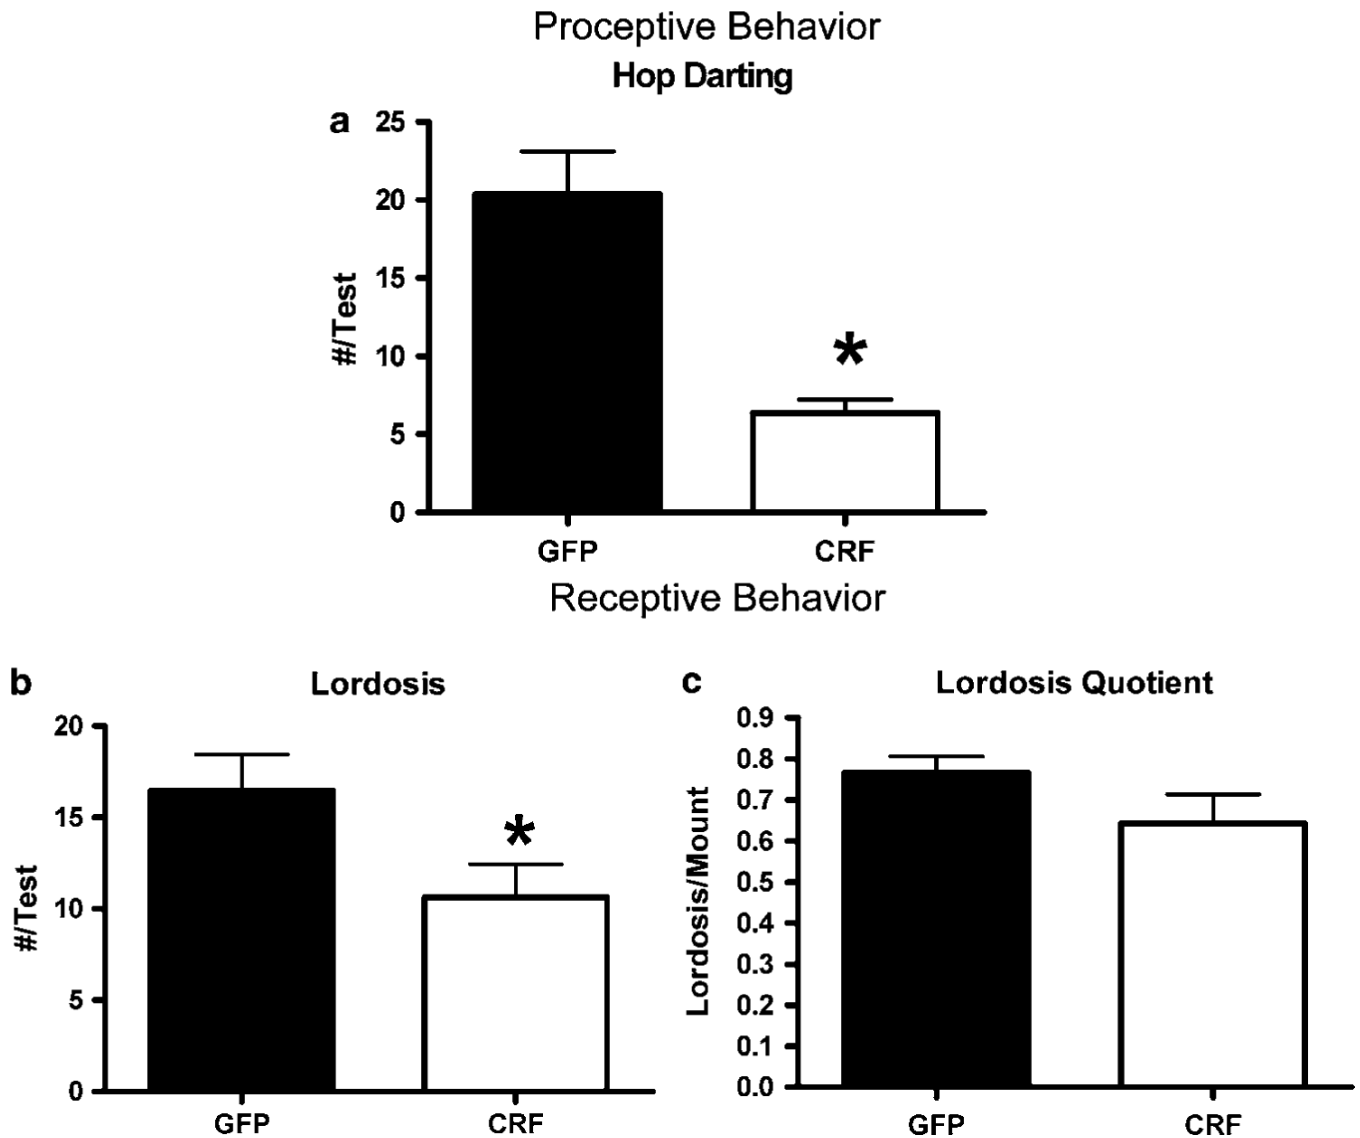 Proceptive Behavior
Hop Darting
a
25
20
15
10
5
0
#/Test
*
GFP CRF
Receptive Behavior
b
Lordosis
20
15
10
5
0
#/Test
*
GFP CRF
c
Lordosis Quotient
0.9
0.8
0.7
0.6
0.5
0.4
0.3
0.2
0.1
0.0
Lordosis/Mount
GFP CRF